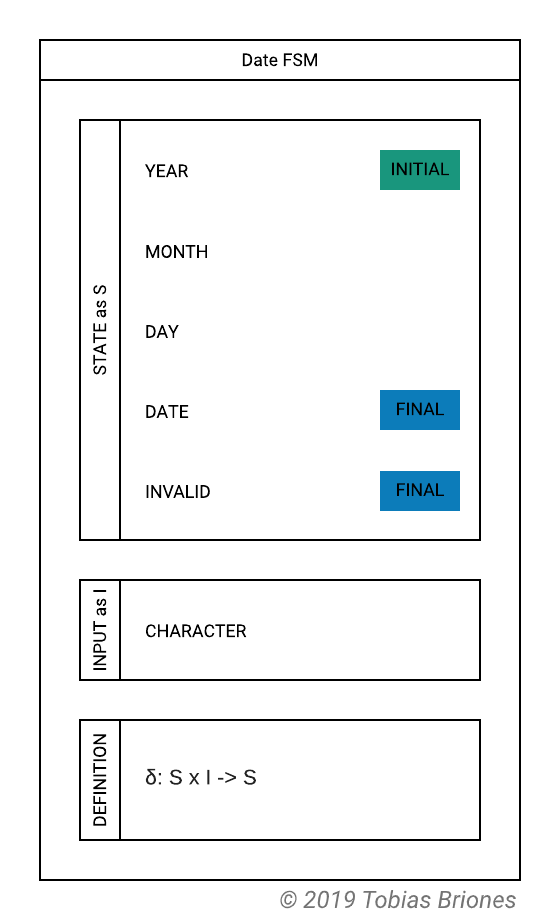 Date FSM
STATE as S
YEAR
INITIAL
MONTH
DAY
DATE
FINAL
INVALID
FINAL
INPUT as I
CHARACTER
DEFINITION
δ: S x I -> S
© 2019 Tobias Briones